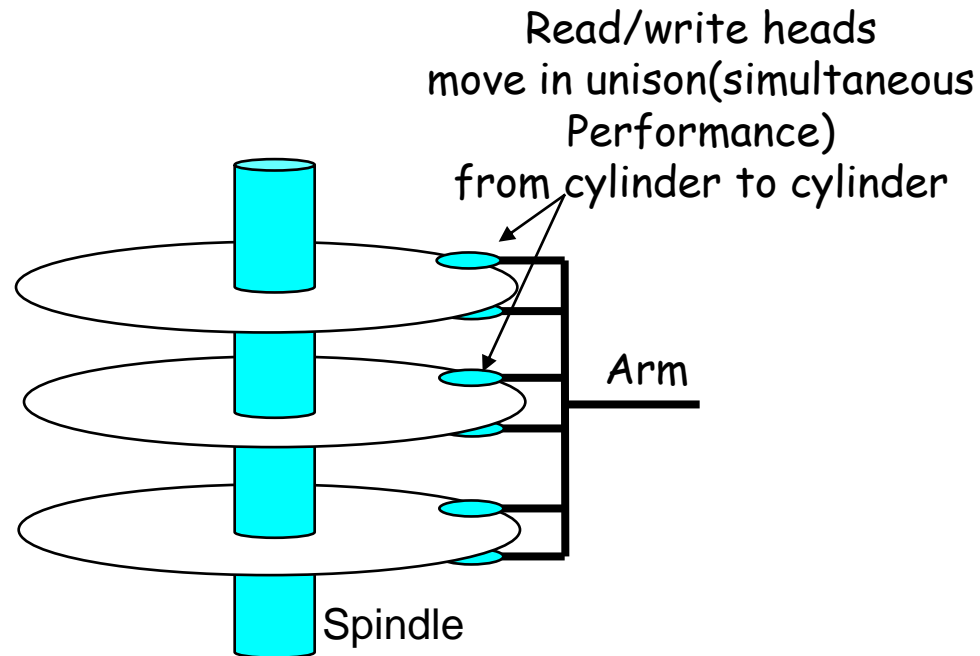 Read/write heads
move in unison(simultaneous
Performance)
from cylinder to cylinder
Arm
Spindle